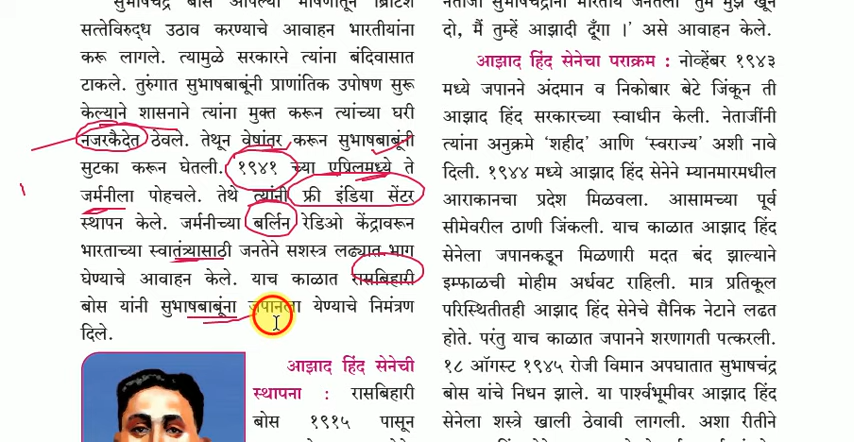 सुभाषचंद्र बोस आपल्या भाषणातून ब्रिटिश
सत्तेविरुद्ध उठाव करण्याचे आवाहन भारतीयांना
करू लागले. त्यामुळे सरकारने त्यांना बंदिवासात
टाकले. तुरुंगात सुभाषबाबूंनी प्राणांतिक उपोषण सुरू
केल्याने शासनाने त्यांना मुक्त करून त्यांच्या घरी
नजरकैदेत ठेवले. तेथून वेषांतर करून सुभाषबाबूंनी
सुटका करून घेतली. १९४१ च्या एप्रिलमध्ये ते
जर्मनीला पोहचले. तेथे त्यांनी फ्री इंडिया सेंटर
स्थापन केले. जर्मनीच्या बर्लिन रेडिओ केंद्रावरून
भारताच्या स्वातंत्र्यासाठी जनतेने सशस्त्र लढ्यात भाग
घेण्याचे आवाहन केले. याच काळात रासबिहारी
बोस यांनी सुभाषबाबूंना जपानला येण्याचे निमंत्रण
दिले.
आझाद हिंद सेनेची
स्थापना : रासबिहारी
बोस १९१५ पासून
नेताजी सुभाषचंद्रांनी भारतीय जनतेला 'तुम मुझे खून
दो, मैं तुम्हें आझादी दूँगा ।' असे आवाहन केले.
आझाद हिंद सेनेचा पराक्रम : नोव्हेंबर १९४३
मध्ये जपानने अंदमान व निकोबार बेटे जिंकून ती
आझाद हिंद सरकारच्या स्वाधीन केली. नेताजींनी
त्यांना अनुक्रमे 'शहीद' आणि 'स्वराज्य' अशी नावे
दिली. १९४४ मध्ये आझाद हिंद सेनेने म्यानमारमधील
आराकानचा प्रदेश मिळवला. आसामच्या पूर्व
सीमेवरील ठाणी जिंकली. याच काळात आझाद हिंद
सेनेला जपानकडून मिळणारी मदत बंद झाल्याने
इम्फाळची मोहीम अर्धवट राहिली. मात्र प्रतिकूल
परिस्थितीतही आझाद हिंद सेनेचे सैनिक नेटाने लढत
होते. परंतु याच काळात जपानने शरणागती पत्करली.
१८ ऑगस्ट १९४५ रोजी विमान अपघातात सुभाषचंद्र
बोस यांचे निधन झाले. या पार्श्वभूमीवर आझाद हिंद
सेनेला शस्त्रे खाली ठेवावी लागली. अशा रीतीने